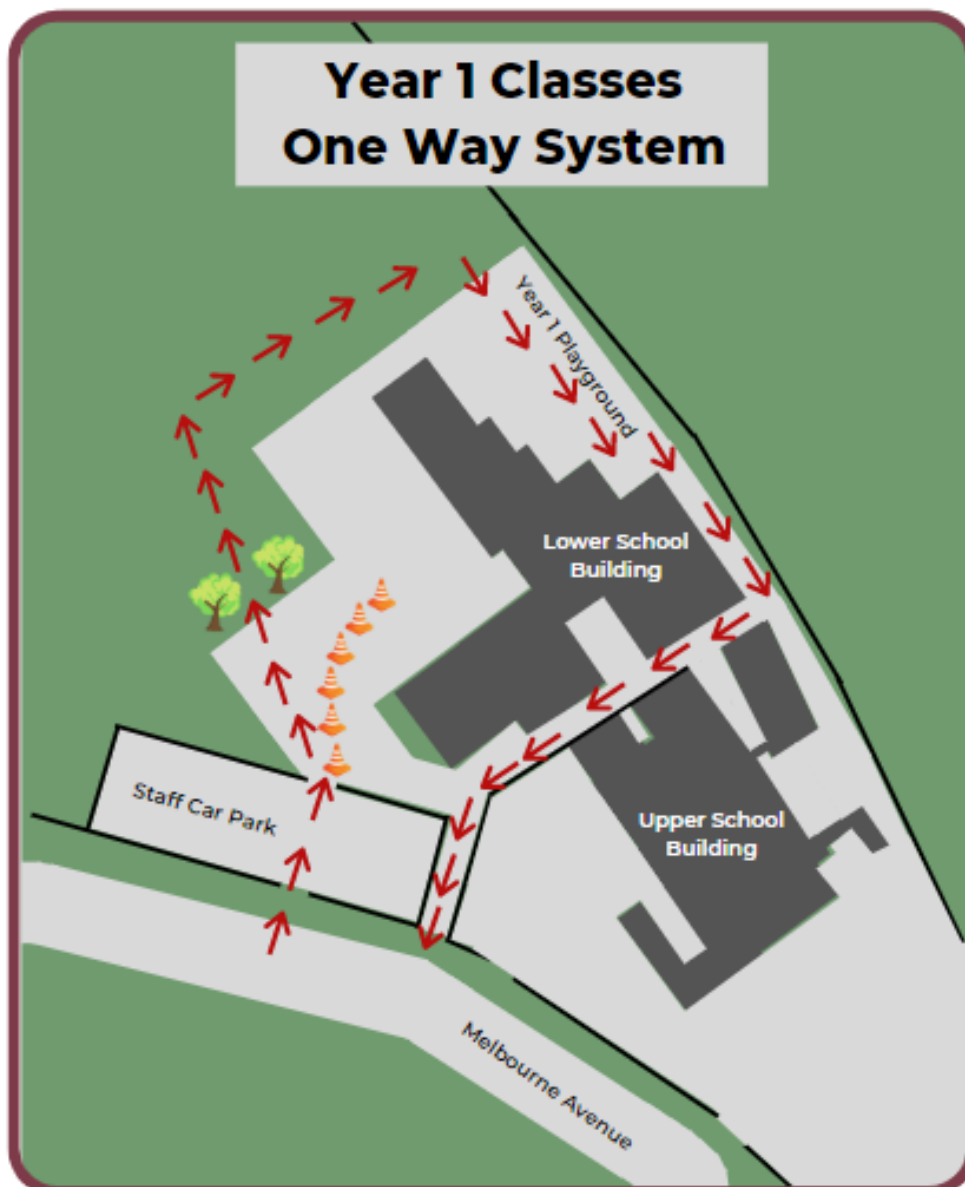 Year 1 Classes
One Way System
Year 1 Playground
Lower School
Building
Staff Car Park
Upper School
Building
Melbourne Avenue